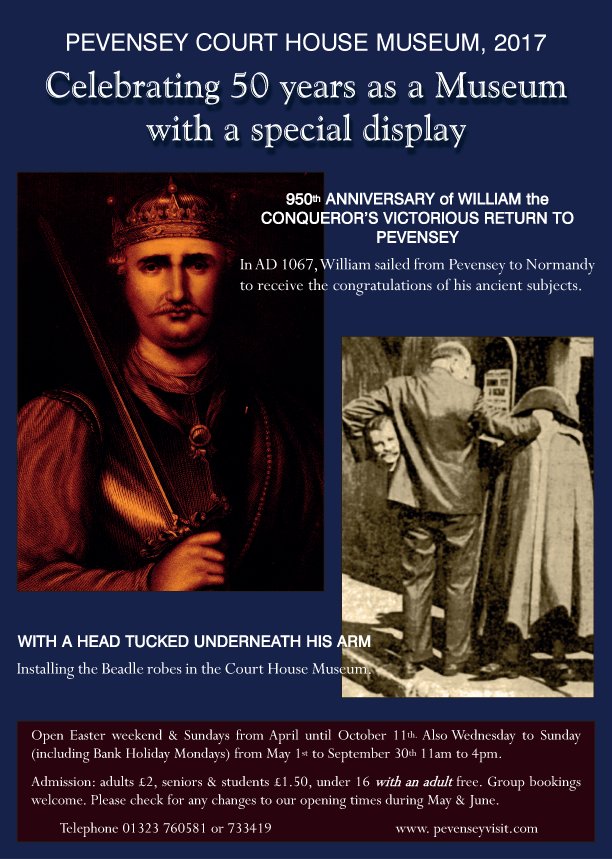 PEVENSEY COURT HOUSE MUSEUM, 2017
Celebrating 50 years as a Museum
with a special display
950th ANNIVERSARY of WILLIAM the
CONQUEROR'S VICTORIOUS RETURN TO
PEVENSEY
In AD 1067, William sailed from Pevensey to Normandy
to receive the congratulations of his ancient subjects.
WITH A HEAD TUCKED UNDERNEATH HIS ARM
Installing the Beadle robes in the Court House Museum.
Open Easter weekend & Sundays from April until October 11th. Also Wednesday to Sunday
(including Bank Holiday Mondays) from May 1st to September 30th 11am to 4pm.
Admission: adults £2, seniors & students £1.50, under 16 with an adult free. Group bookings
welcome. Please check for any changes to our opening times during May & June.
Telephone 01323 760581 or 733419 www. pevenseyvisit.com